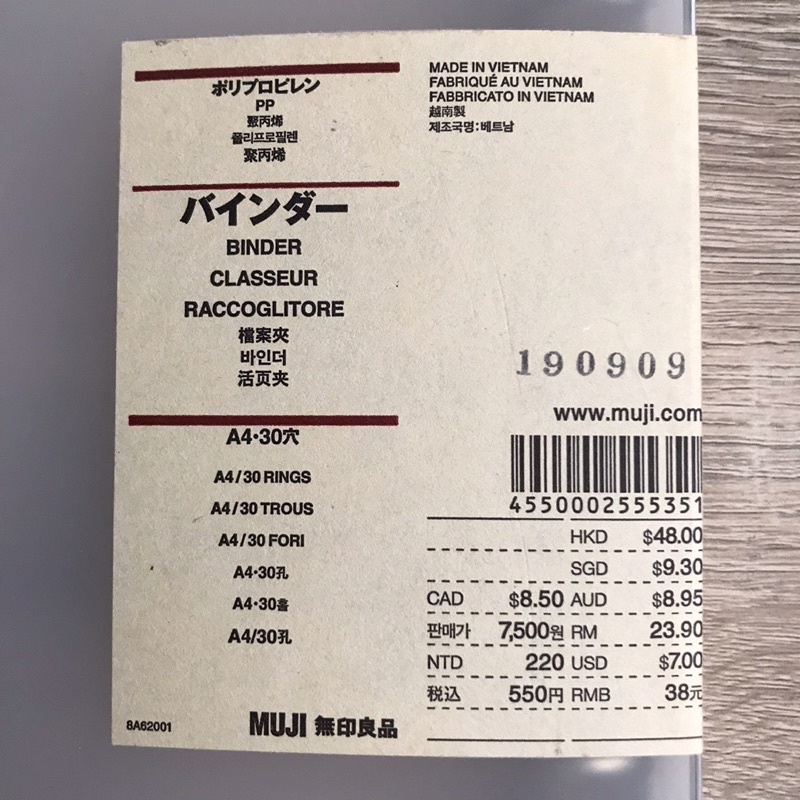 ポリプロピレン
PP
聚丙烯
폴리프로필렌
聚丙烯
バインダー
BINDER
CLASSEUR
RACCOGLITORE
檔案夾
바인더
活页夹
A4･30穴
A4/30 RINGS
A4/30 TROUS
A4/30 FORI
A4･30孔
A4･30홀
A4/30孔
8A62001
MUJI 無印良品
MADE IN VIETNAM
FABRIQUÉ AU VIETNAM
FABBRICATO IN VIETNAM
越南製
제조국명:베트남
190909
www.muji.com
4550002555351
HKD $48.00
SGD $9.30
CAD $8.50 AUD $8.95
판매가 7,500원 RM 23.90
NTD 220 USD $7.00
税込 550円 RMB 38元